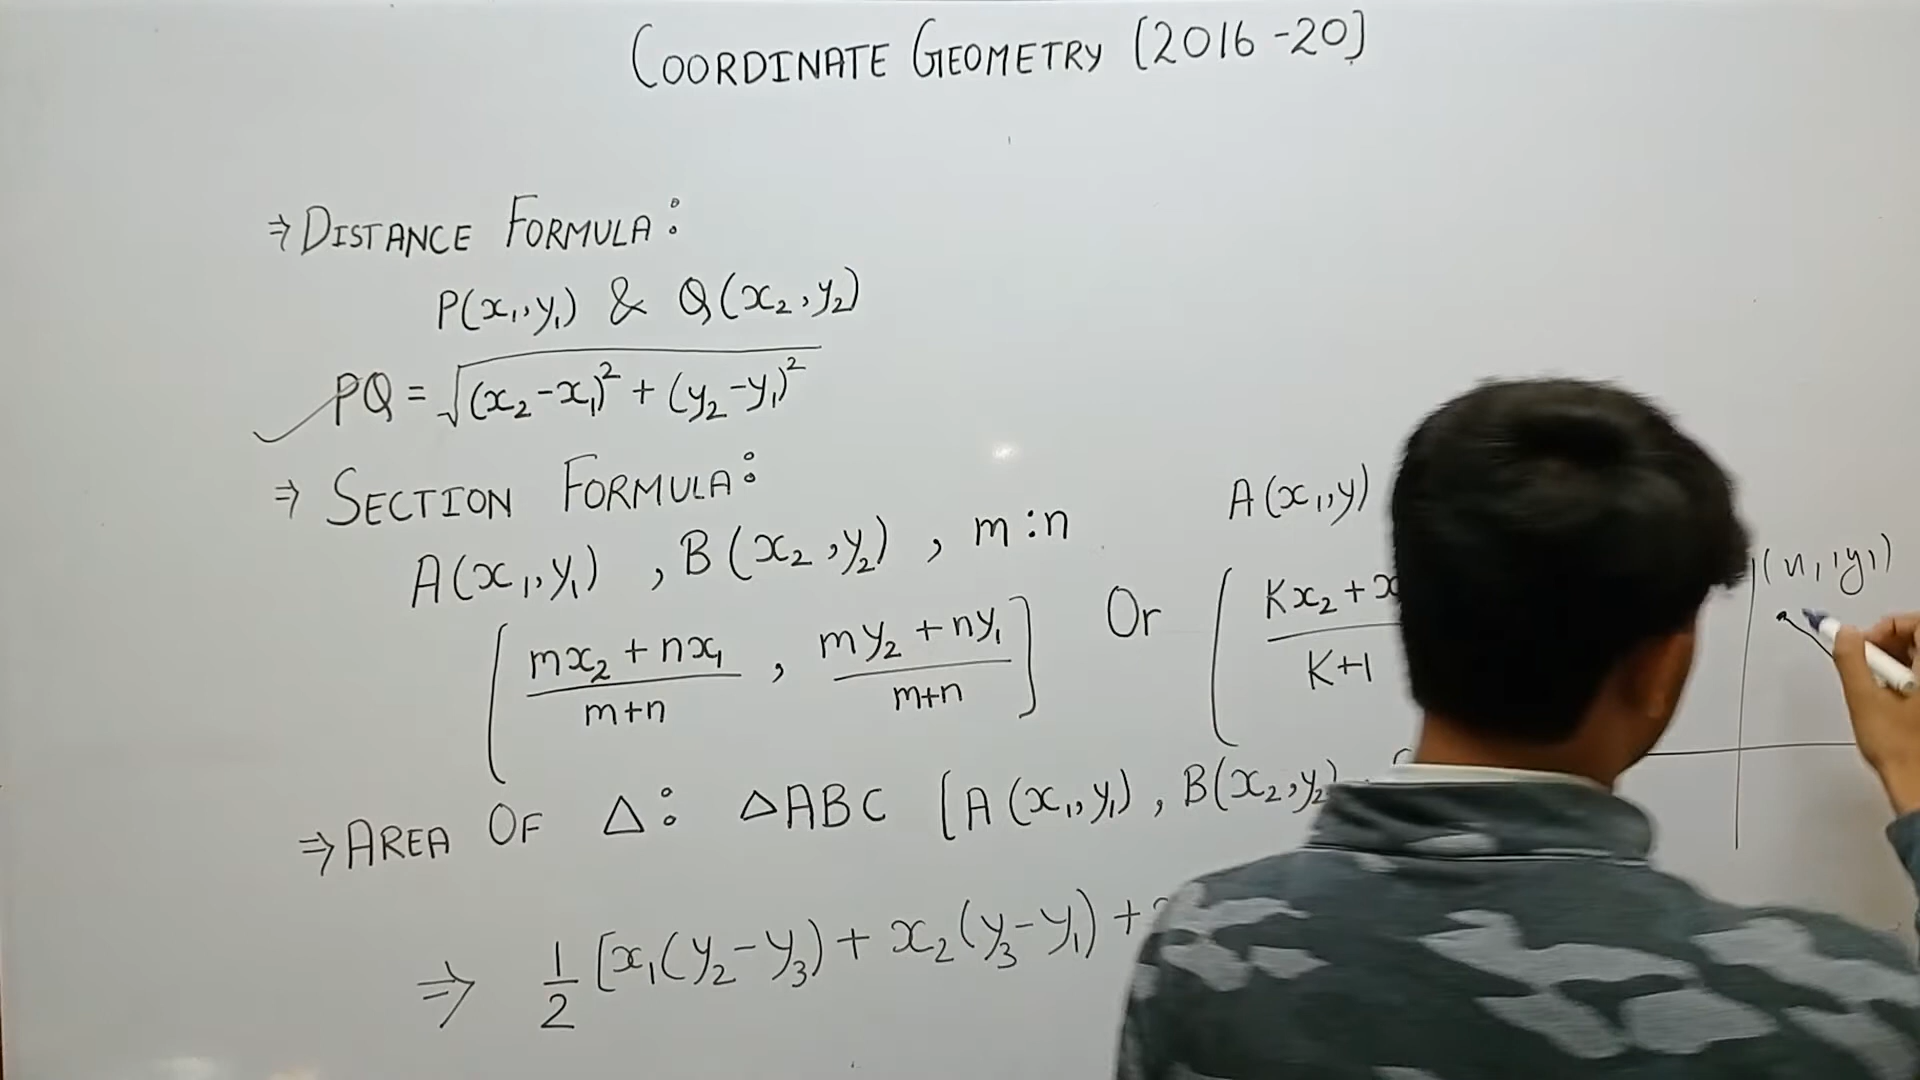 COORDINATE GEOMETRY (2016-20]
⇒ DISTANCE FORMULA:
P(x₁,y₁) & Q(x₂,y₂)
PQ = √(x₂-x₁)² + (y₂-y₁)²
⇒ SECTION FORMULA:
A(x₁,y₁) , B(x₂,y₂) , m:n
A(x₁,y)
[mx₂+nx₁/m+n , my₂+ny₁/m+n] Or (Kx₂+x/K+1
(x₁,y₁)
⇒ AREA OF △: △ABC [A(x₁,y₁), B(x₂,y₂)
⇒ 1/2 [x₁(y₂-y₃) + x₂(y₃-y₁) +